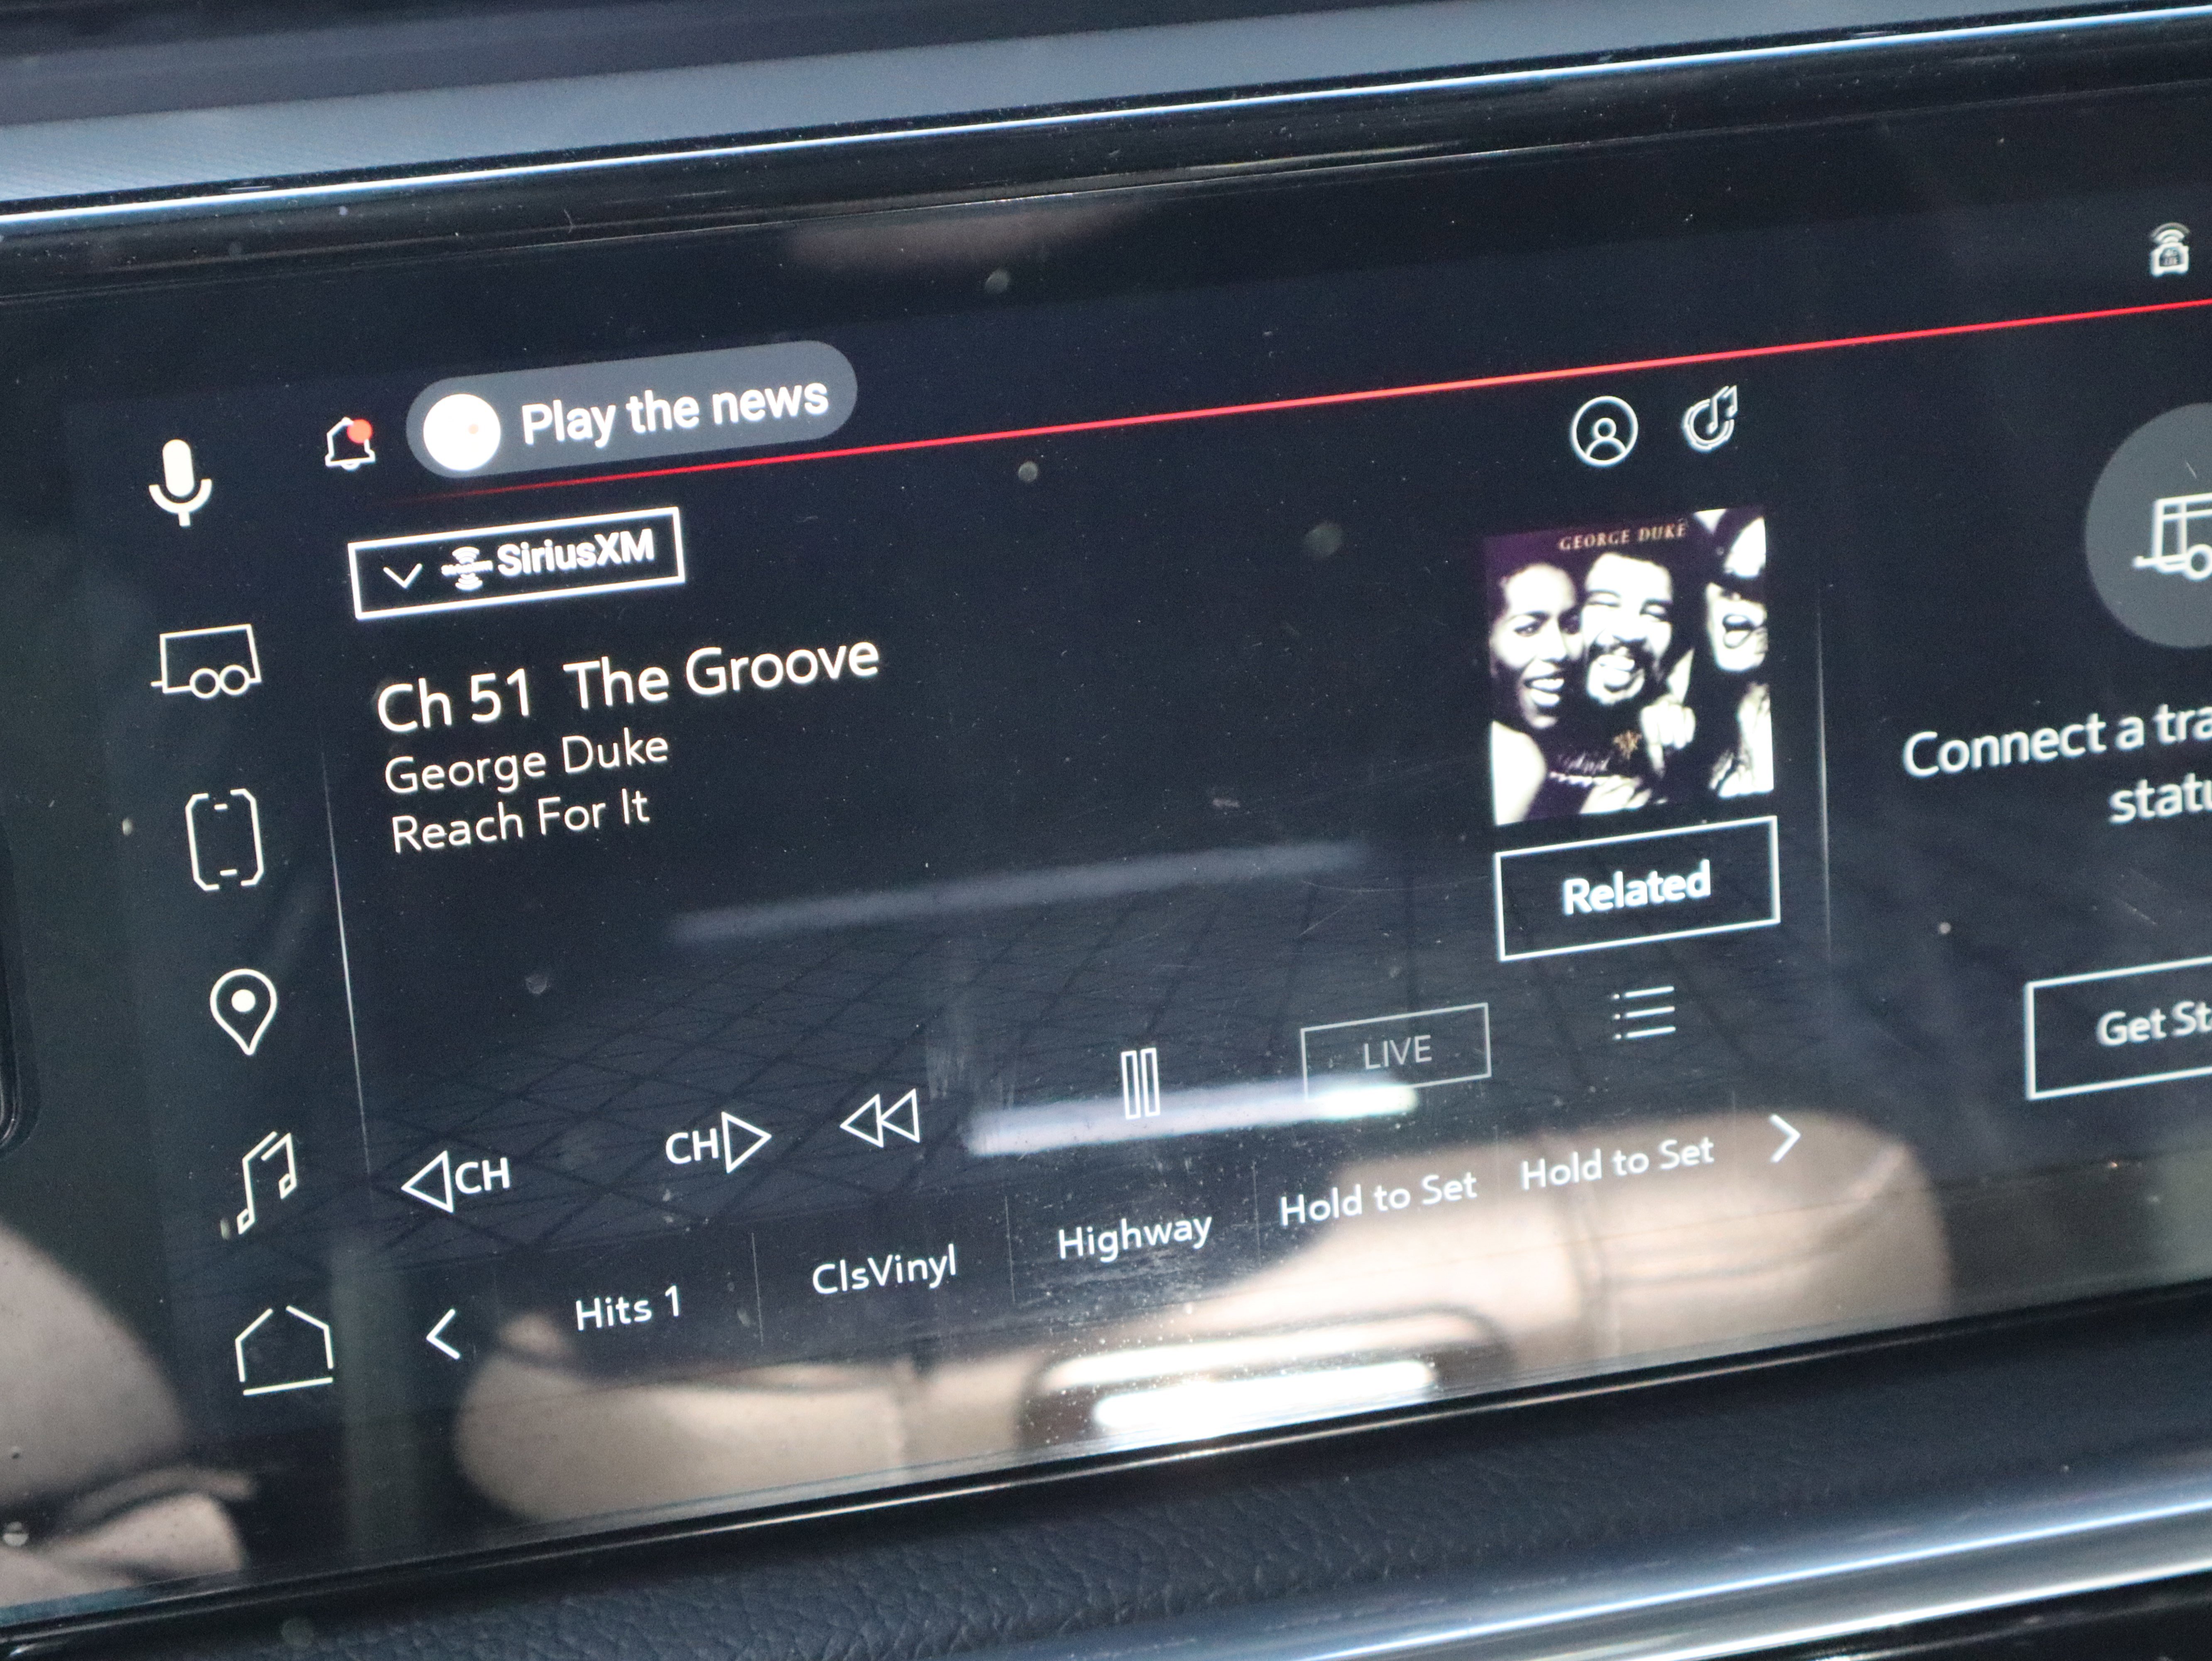 Play the news
SiriusXM
Ch 51 The Groove
George Duke
Reach For It
GEORGE DUKE
Related
LIVE
CH
CH
Hits 1
ClsVinyl
Highway
Hold to Set
Hold to Set
Connect a tra
statu
Get St